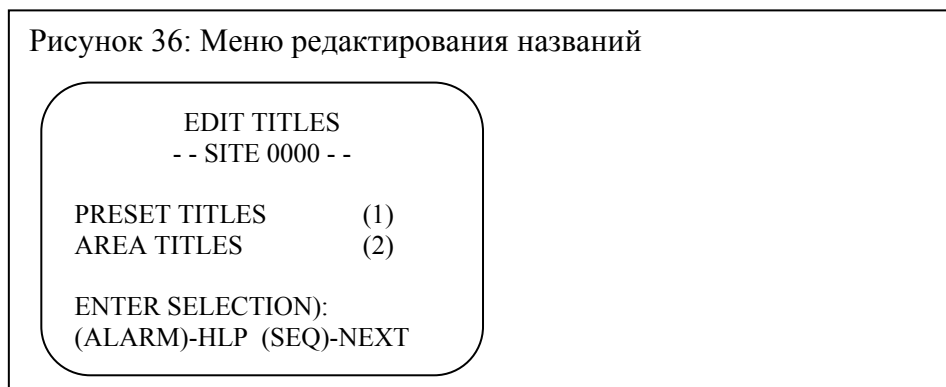 Рисунок 36: Меню редактирования названий
EDIT TITLES
- - SITE 0000 - -
PRESET TITLES (1)
AREA TITLES (2)
ENTER SELECTION):
(ALARM)-HLP (SEQ)-NEXT